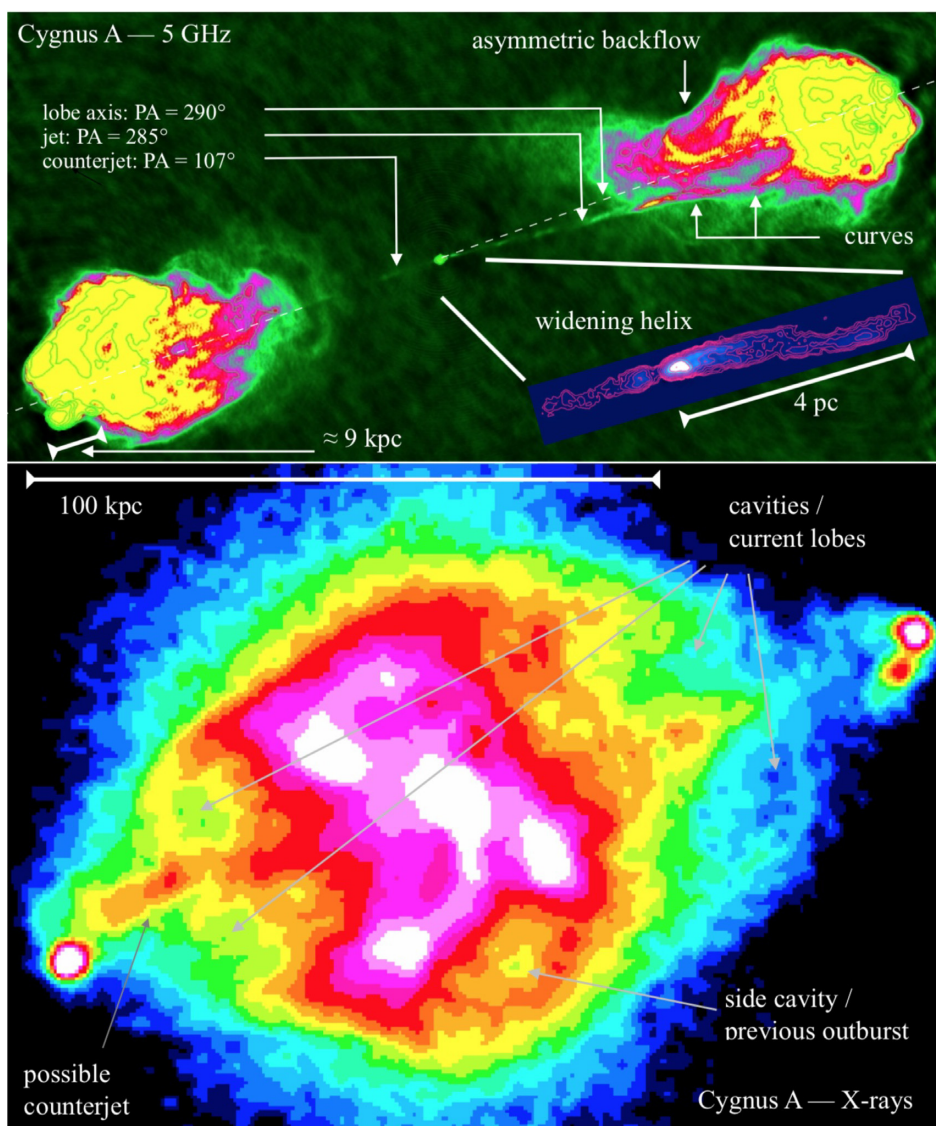 Cygnus A — 5 GHz
asymmetric backflow
lobe axis: PA = 290°
jet: PA = 285°
counterjet: PA = 107°
curves
widening helix
4 pc
≈ 9 kpc
100 kpc
cavities /
current lobes
side cavity /
previous outburst
possible
counterjet
Cygnus A — X-rays